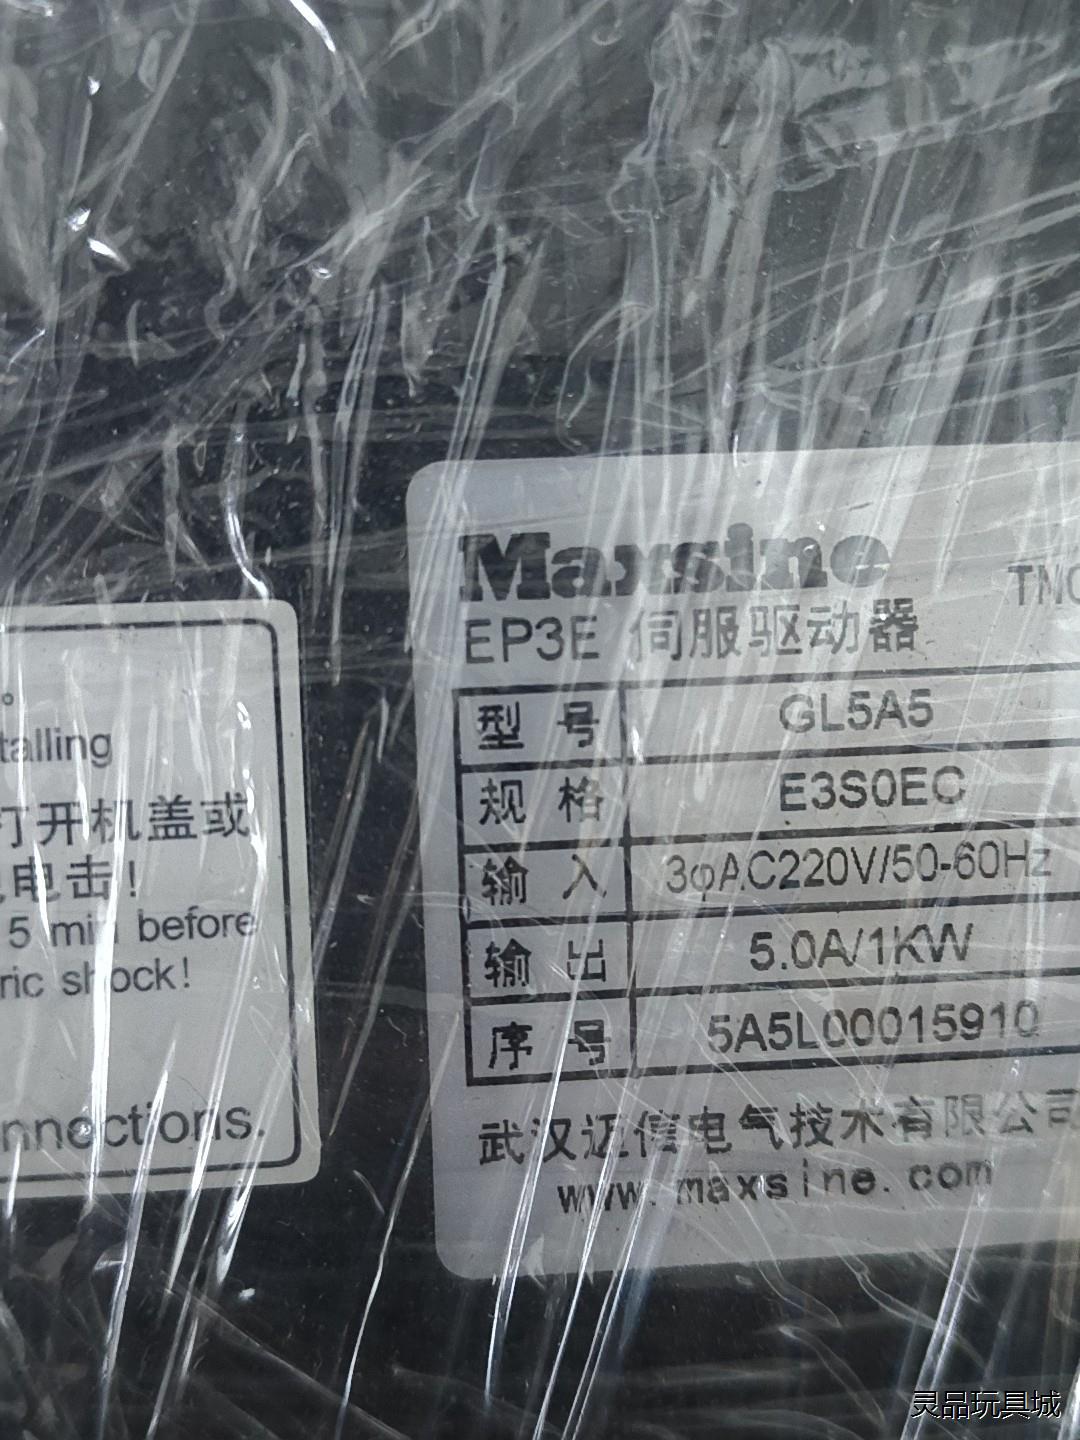 。
talling
打开机盖或
电击！
5 min before
ric shock!
nnections.
Maxsine
TMC
EP3E 伺服驱动器
型号 GL5A5
规格 E3S0EC
输入 3φAC220V/50-60Hz
输出 5.0A/1KW
序号 5A5L00015910
武汉迈信电气技术有限公司
www.maxsine.com
灵品玩具城